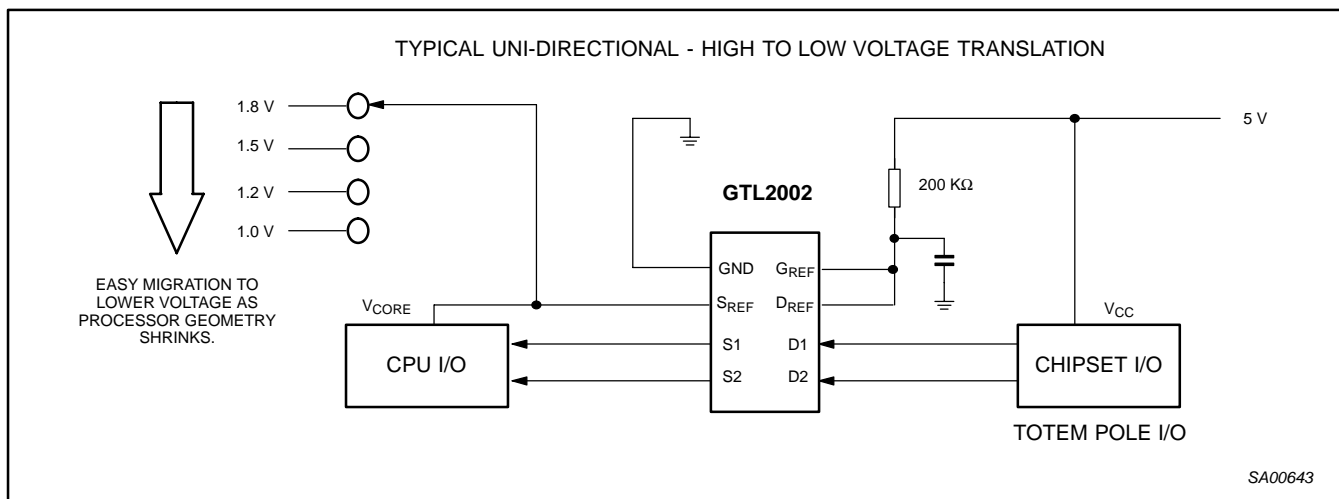 TYPICAL UNI-DIRECTIONAL - HIGH TO LOW VOLTAGE TRANSLATION
1.8 V
1.5 V
1.2 V
1.0 V
EASY MIGRATION TO
LOWER VOLTAGE AS
PROCESSOR GEOMETRY
SHRINKS.
5 V
200 KΩ
GTL2002
GND GREF
SREF DREF
S1 D1
S2 D2
VCORE
CPU I/O
VCC
CHIPSET I/O
TOTEM POLE I/O
SA00643